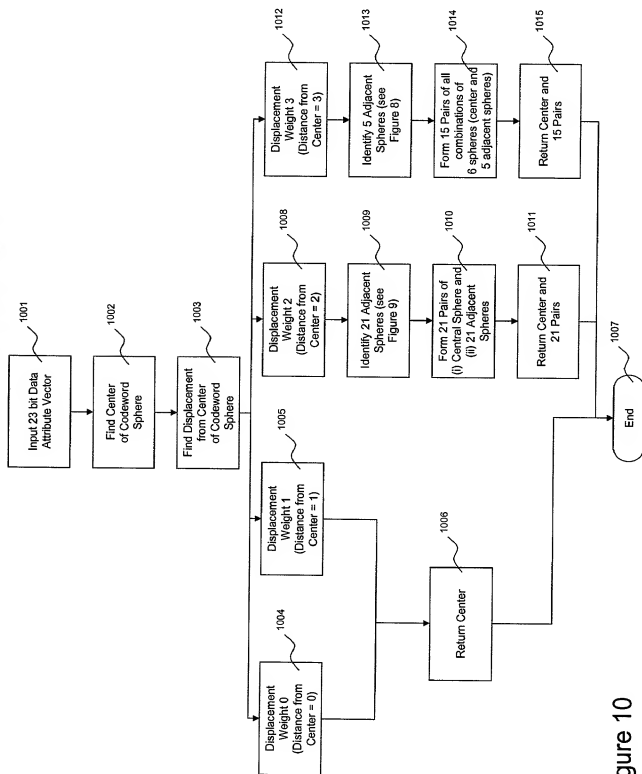 1001
Input 23 bit Data
Attribute Vector
1002
Find Center
of Codeword
Sphere
1003
Find Displacement
from Center
of Codeword
Sphere
1004
Displacement
Weight 0
(Distance from
Center = 0)
1005
Displacement
Weight 1
(Distance from
Center = 1)
1006
Return Center
1008
Displacement
Weight 2
(Distance from
Center = 2)
1009
Identify 21 Adjacent
Spheres (see
Figure 9)
1010
Form 21 Pairs of
(i) Central Sphere and
(ii) 21 Adjacent
Spheres
1011
Return Center and
21 Pairs
1012
Displacement
Weight 3
(Distance from
Center = 3)
1013
Identify 5 Adjacent
Spheres (see
Figure 8)
1014
Form 15 Pairs of all
combinations of
6 spheres (center and
5 adjacent spheres)
1015
Return Center and
15 Pairs
1007
End
gure 10